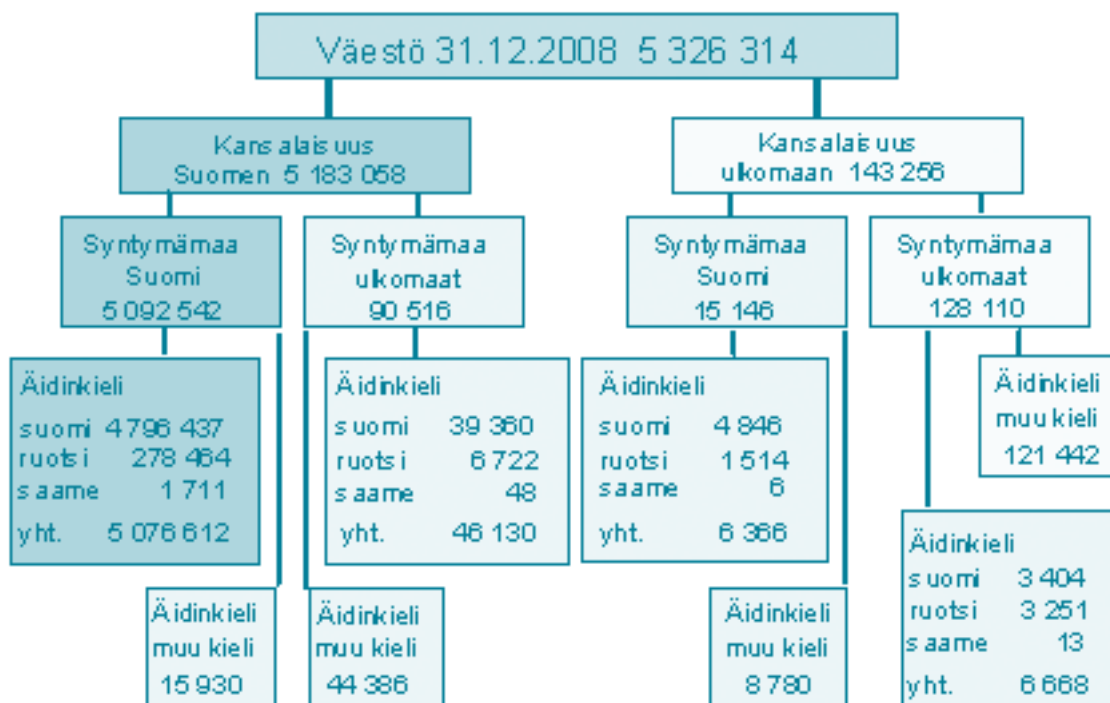 Väestö 31.12.2008 5 326 314
Kansalaisuus
Suomen 5 183 058
Kansalaisuus
ulkomaan 143 256
Syntymämaa
Suomi
5 092 542
Syntymämaa
ulkomaat
90 516
Syntymämaa
Suomi
15 146
Syntymämaa
ulkomaat
128 110
Äidinkieli
suomi 4 796 437
ruotsi 278 464
saame 1 711
yht. 5 076 612
Äidinkieli
suomi 39 360
ruotsi 6 722
saame 48
yht. 46 130
Äidinkieli
suomi 4 846
ruotsi 1 514
saame 6
yht. 6 366
Äidinkieli
muu kieli
121 442
Äidinkieli
suomi 3 404
ruotsi 3 251
saame 13
yht. 6 668
Äidinkieli
muu kieli
15 930
Äidinkieli
muu kieli
44 386
Äidinkieli
muu kieli
8 780